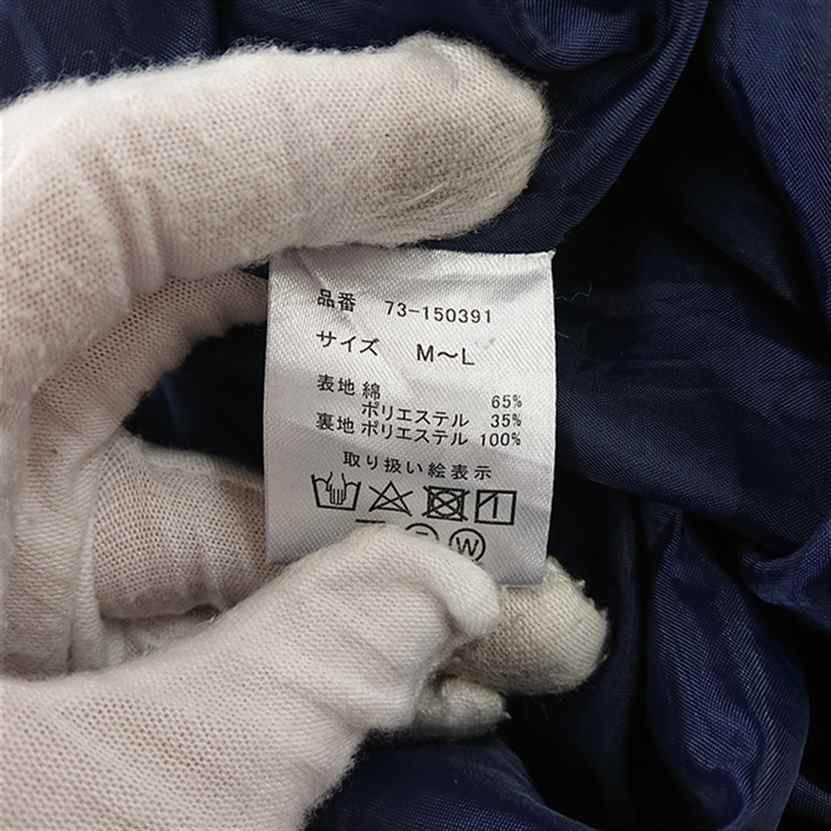 品番 73-150391
サイズ M～L
表地 綿 65%
ポリエステル 35%
裏地 ポリエステル 100%
取り扱い絵表示
W